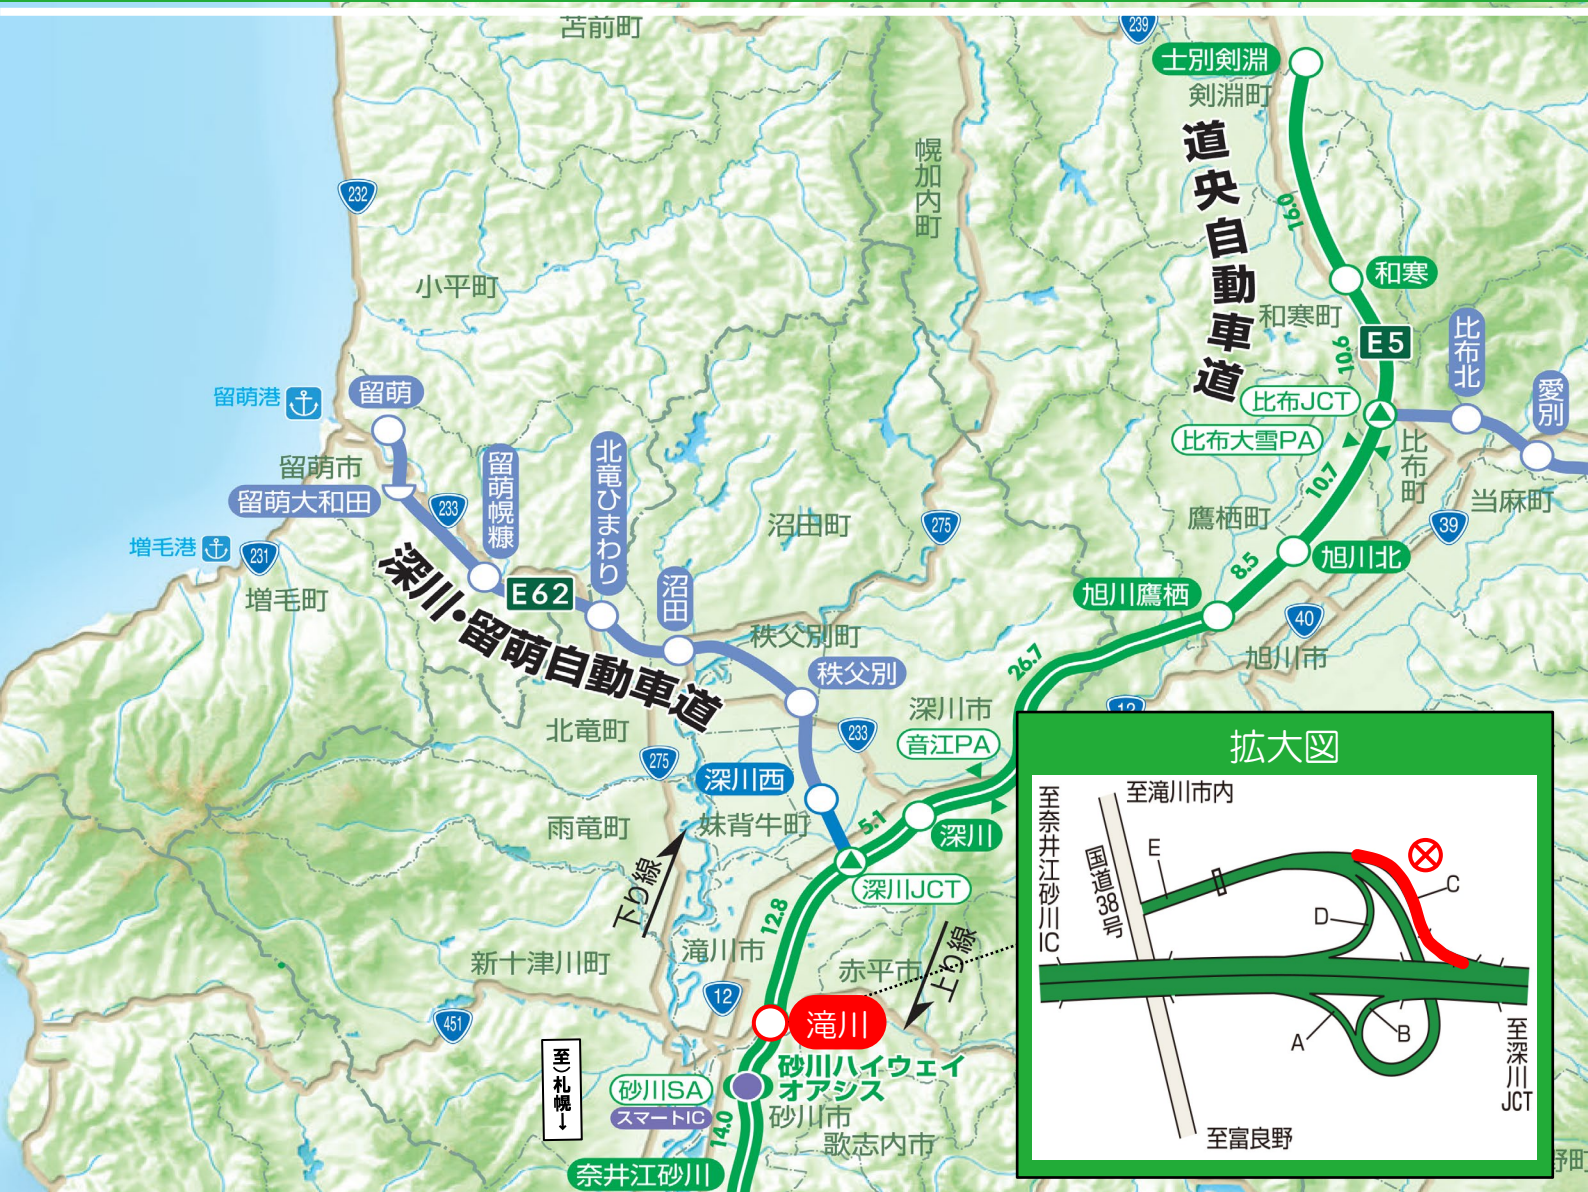 苫前町
239
士別剣淵
剣淵町
道央自動車道
幌加内町
232
16.0
小平町
和寒
和寒町
E5
10.6
比布北
留萌港
留萌
比布JCT
愛別
比布大雪PA
比布町
留萌市
留萌幌糠
北竜ひまわり
留萌大和田
233
10.7
当麻町
沼田町
275
鷹栖町
39
増毛港
231
旭川北
8.5
深川・留萌自動車道
E62
沼田
増毛町
旭川鷹栖
40
秩父別町
26.7
旭川市
秩父別
深川市
12
北竜町
233
音江PA
275
深川西
雨竜町
妹背牛町
5.1
深川
下り線
深川JCT
12.8
滝川市
新十津川町
赤平市
上り線
12
451
滝川
至)札幌→
砂川ハイウェイ
オアシス
砂川SA
スマートIC
14.0
砂川市
歌志内市
奈井江砂川
野町
拡大図
至奈井江砂川IC
至滝川市内
国道38号
E
C
D
A
B
至深川JCT
至富良野